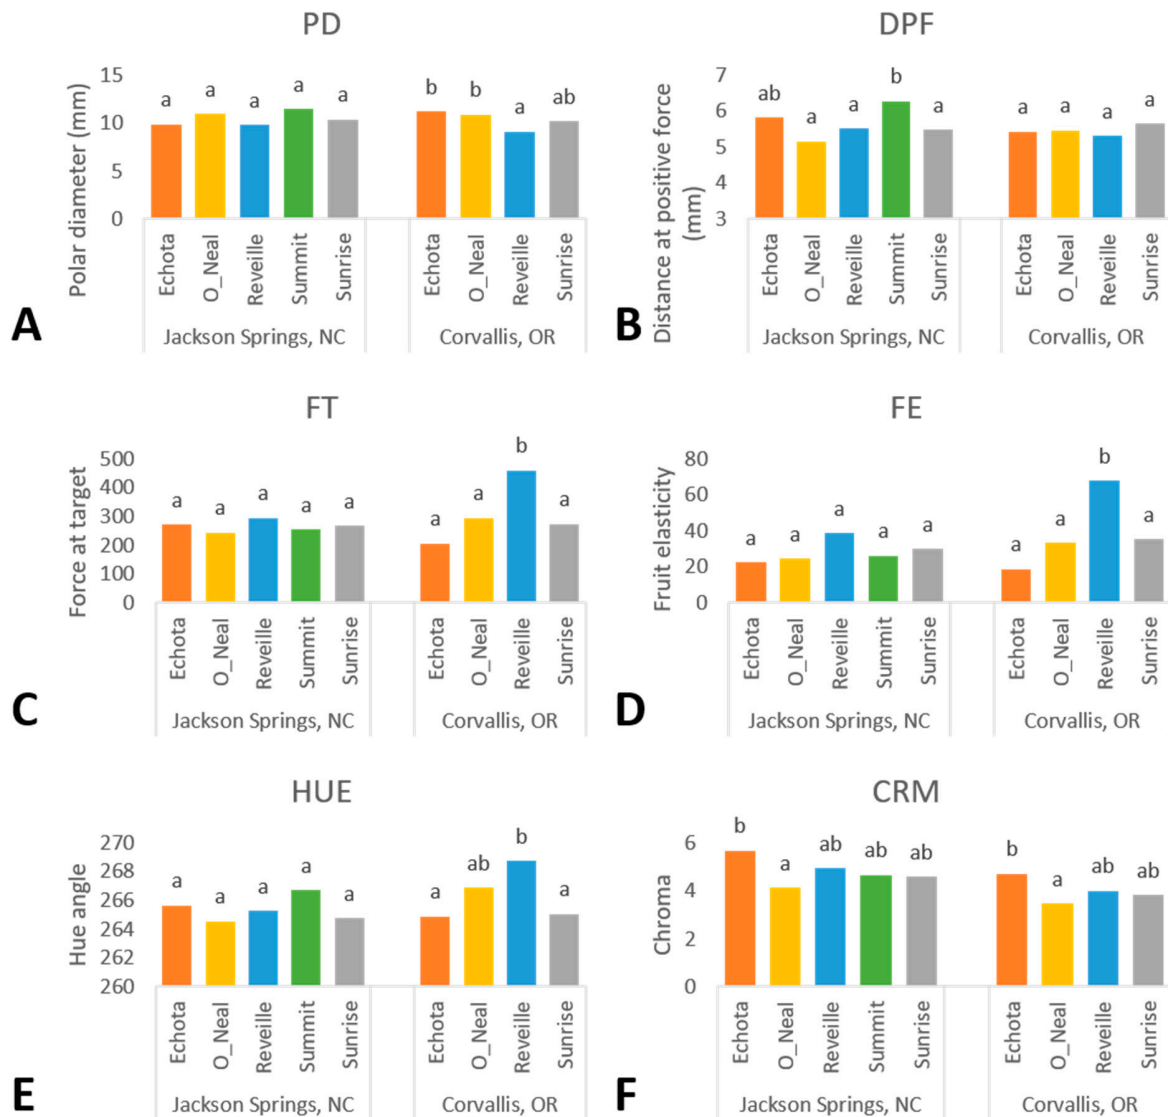 PD
Polar diameter (mm)
15
10
5
0
a
a
a
a
a
b
b
a
ab
Echota
O_Neal
Reveille
Summit
Sunrise
Echota
O_Neal
Reveille
Sunrise
Jackson Springs, NC
Corvallis, OR
A
DPF
Distance at positive force
(mm)
7
6
5
4
3
ab
a
a
b
a
a
a
a
a
Echota
O_Neal
Reveille
Summit
Sunrise
Echota
O_Neal
Reveille
Sunrise
Jackson Springs, NC
Corvallis, OR
B
FT
Force at target
500
400
300
200
100
0
a
a
a
a
a
a
a
b
a
Echota
O_Neal
Reveille
Summit
Sunrise
Echota
O_Neal
Reveille
Sunrise
Jackson Springs, NC
Corvallis, OR
C
FE
Fruit elasticity
80
60
40
20
0
a
a
a
a
a
a
a
b
a
Echota
O_Neal
Reveille
Summit
Sunrise
Echota
O_Neal
Reveille
Sunrise
Jackson Springs, NC
Corvallis, OR
D
HUE
Hue angle
270
268
266
264
262
260
a
a
a
a
a
a
ab
b
a
Echota
O_Neal
Reveille
Summit
Sunrise
Echota
O_Neal
Reveille
Sunrise
Jackson Springs, NC
Corvallis, OR
E
CRM
Chroma
6
4
2
0
b
a
ab
ab
ab
b
a
ab
ab
Echota
O_Neal
Reveille
Summit
Sunrise
Echota
O_Neal
Reveille
Sunrise
Jackson Springs, NC
Corvallis, OR
F